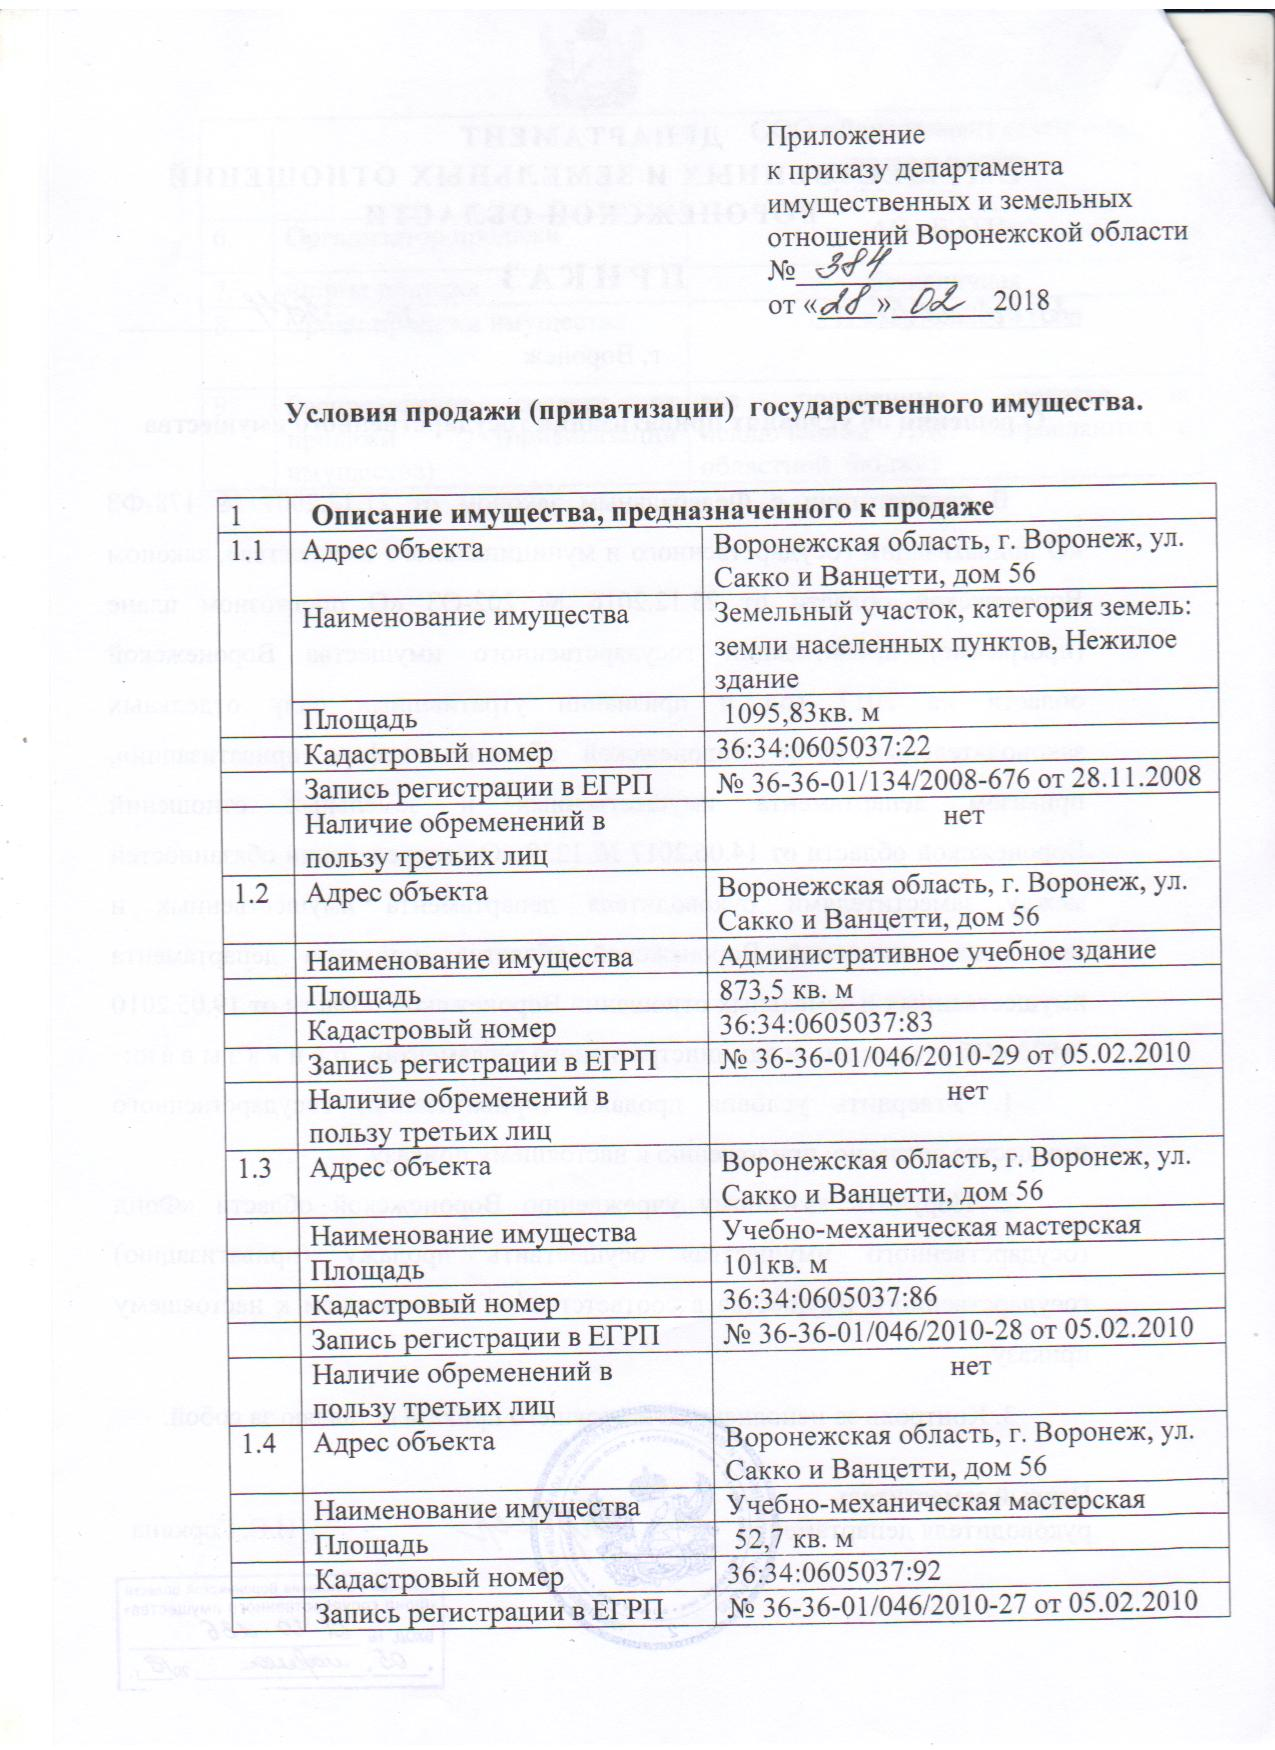 Приложение
к приказу департамента
имущественных и земельных
отношений Воронежской области
№ 384
от «28» 02 2018
Условия продажи (приватизации) государственного имущества.
1 Описание имущества, предназначенного к продаже
1.1 Адрес объекта Воронежская область, г. Воронеж, ул.
Сакко и Ванцетти, дом 56
Наименование имущества Земельный участок, категория земель:
земли населенных пунктов, Нежилое
здание
Площадь 1095,83кв. м
Кадастровый номер 36:34:0605037:22
Запись регистрации в ЕГРП № 36-36-01/134/2008-676 от 28.11.2008
Наличие обременений в нет
пользу третьих лиц
1.2 Адрес объекта Воронежская область, г. Воронеж, ул.
Сакко и Ванцетти, дом 56
Наименование имущества Административное учебное здание
Площадь 873,5 кв. м
Кадастровый номер 36:34:0605037:83
Запись регистрации в ЕГРП № 36-36-01/046/2010-29 от 05.02.2010
Наличие обременений в нет
пользу третьих лиц
1.3 Адрес объекта Воронежская область, г. Воронеж, ул.
Сакко и Ванцетти, дом 56
Наименование имущества Учебно-механическая мастерская
Площадь 101кв. м
Кадастровый номер 36:34:0605037:86
Запись регистрации в ЕГРП № 36-36-01/046/2010-28 от 05.02.2010
Наличие обременений в нет
пользу третьих лиц
1.4 Адрес объекта Воронежская область, г. Воронеж, ул.
Сакко и Ванцетти, дом 56
Наименование имущества Учебно-механическая мастерская
Площадь 52,7 кв. м
Кадастровый номер 36:34:0605037:92
Запись регистрации в ЕГРП № 36-36-01/046/2010-27 от 05.02.2010